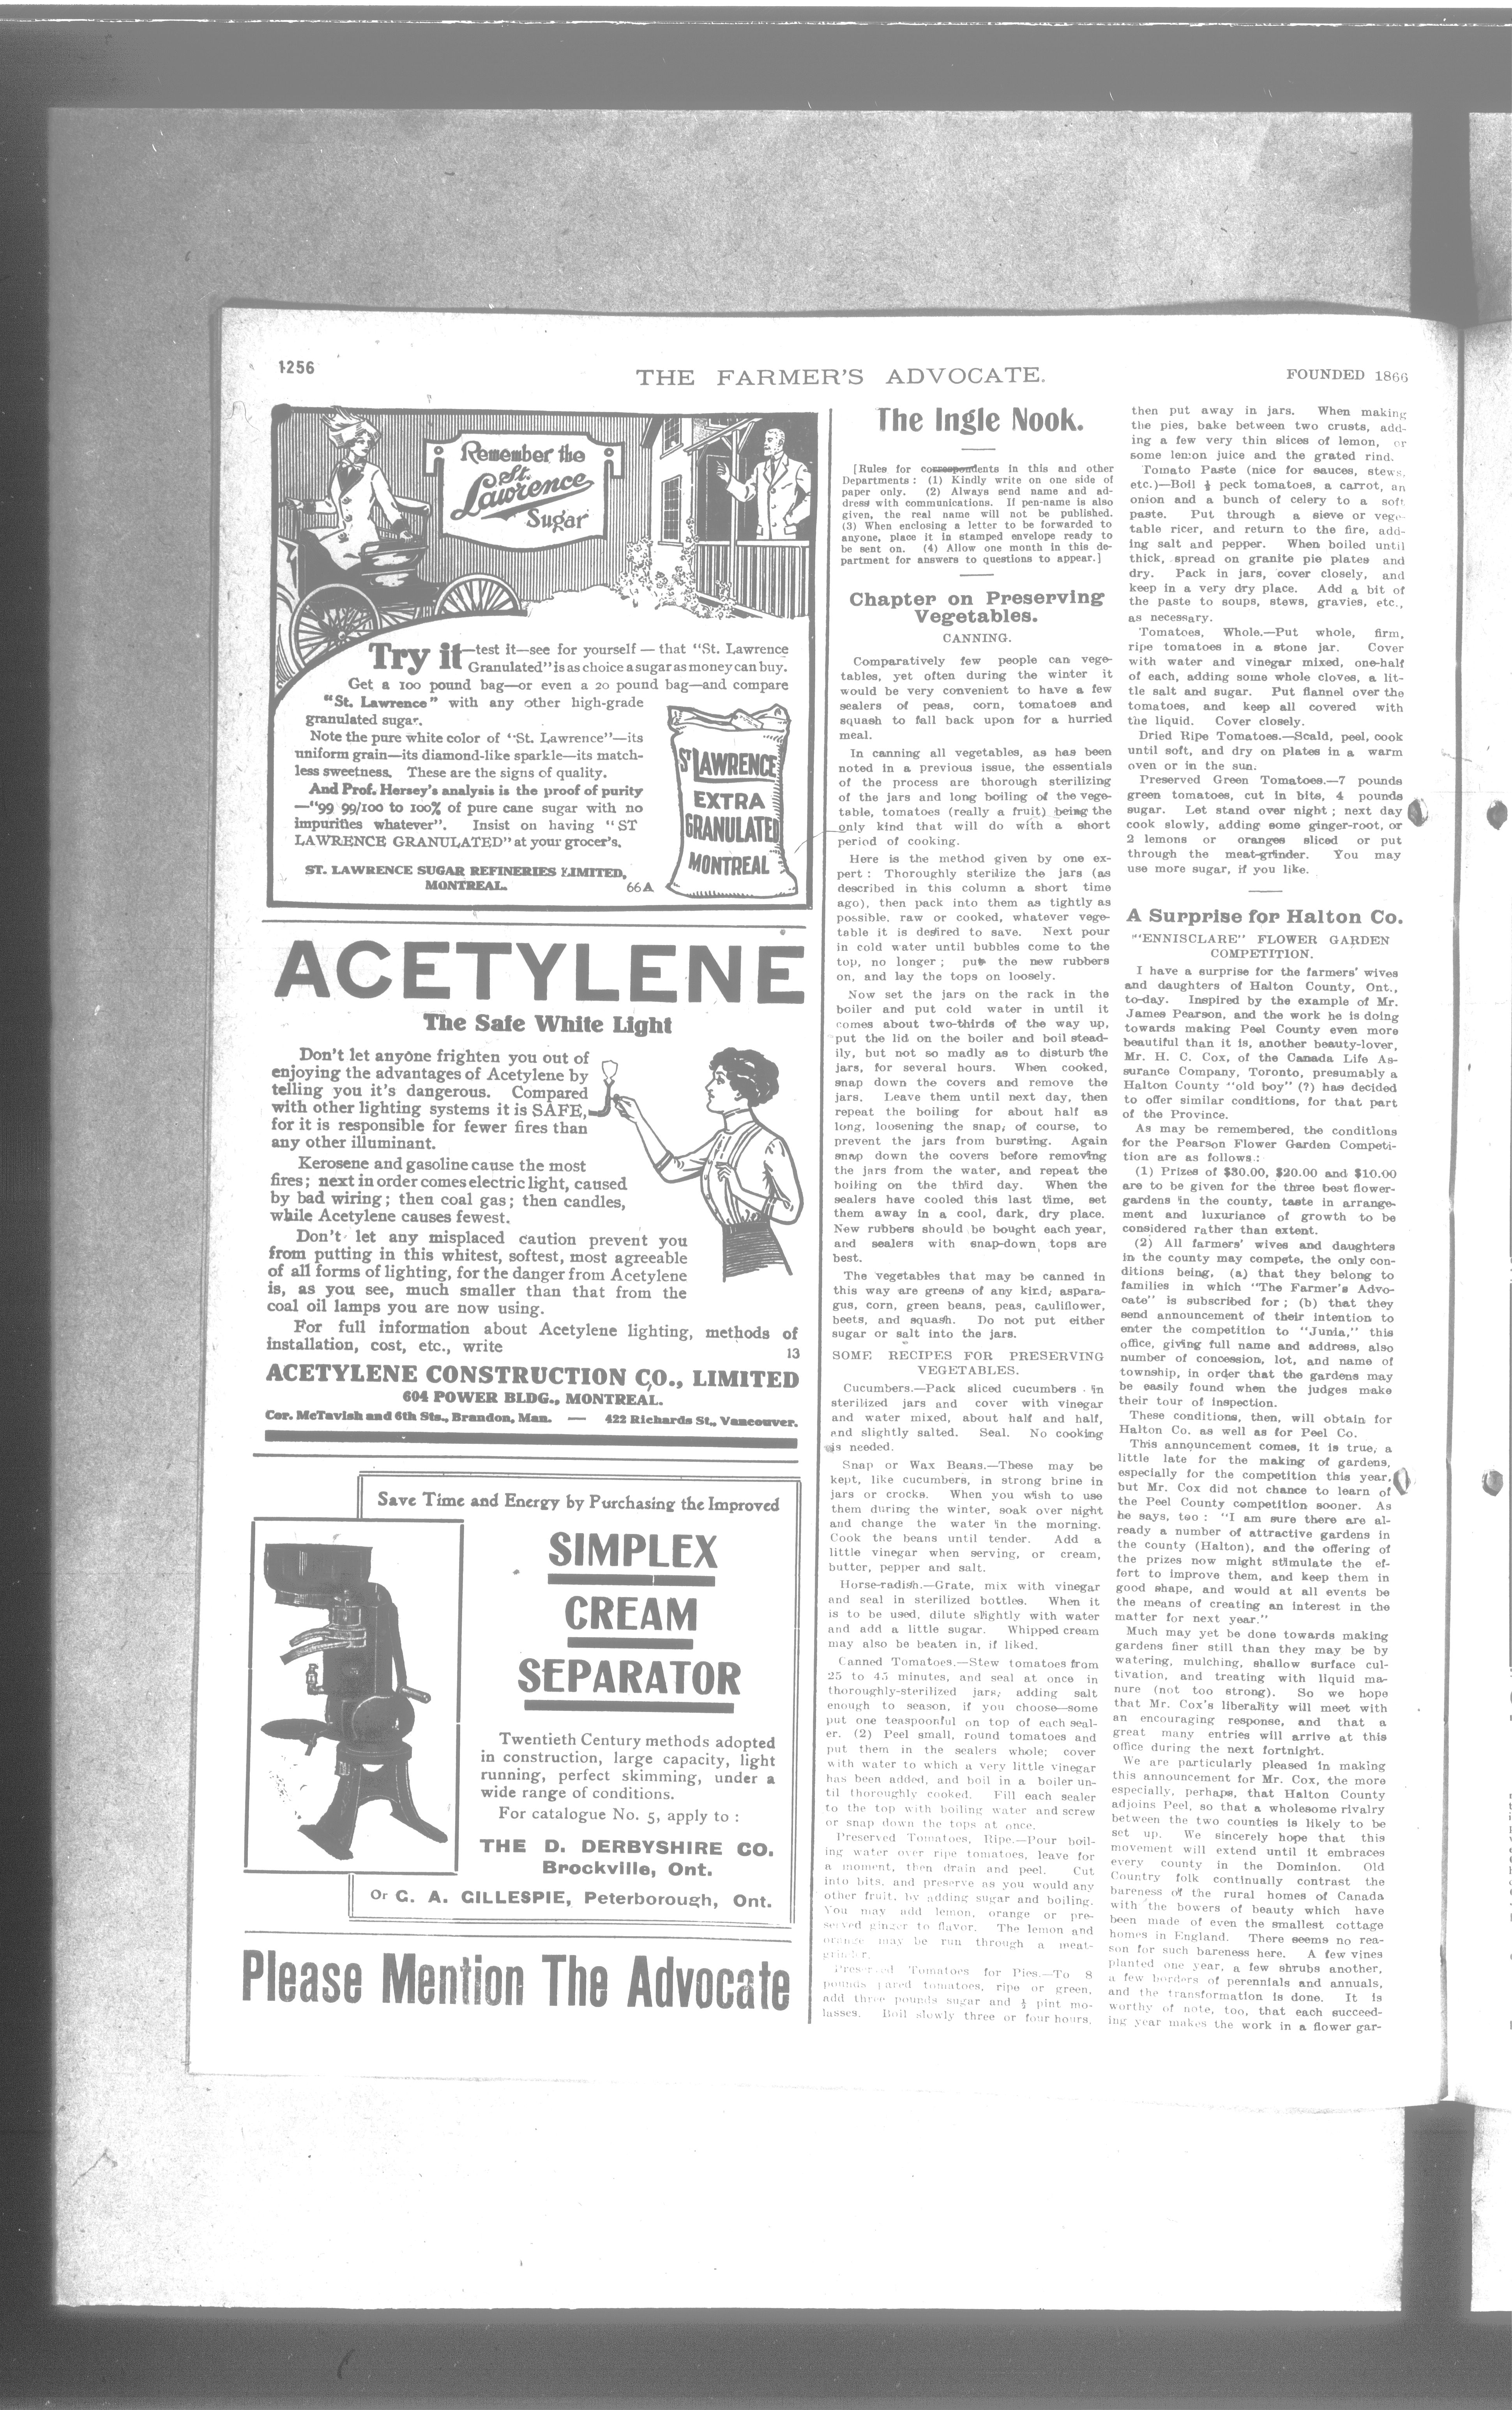 1256
THE FARMER'S ADVOCATE.
FOUNDED 1866
Remember the
St.
Lawrence
Sugar
Try it—test it—see for yourself—that "St. Lawrence
Granulated" is as choice a sugar as money can buy.
Get a 100 pound bag—or even a 20 pound bag—and compare
"St. Lawrence" with any other high-grade
granulated sugar.
Note the pure white color of "St. Lawrence"—its
uniform grain—its diamond-like sparkle—its match-
less sweetness. These are the signs of quality.
And Prof. Hersey's analysis is the proof of purity
—"99 99/100 to 100% of pure cane sugar with no
impurities whatever". Insist on having "ST
LAWRENCE GRANULATED" at your grocer's.
ST. LAWRENCE SUGAR REFINERIES LIMITED,
MONTREAL. 66A
ST LAWRENCE
EXTRA
GRANULATED
MONTREAL
ACETYLENE
The Safe White Light
Don't let anyone frighten you out of
enjoying the advantages of Acetylene by
telling you it's dangerous. Compared
with other lighting systems it is SAFE,
for it is responsible for fewer fires than
any other illuminant.
Kerosene and gasoline cause the most
fires; next in order comes electric light, caused
by bad wiring; then coal gas; then candles,
while Acetylene causes fewest.
Don't let any misplaced caution prevent you
from putting in this whitest, softest, most agreeable
of all forms of lighting, for the danger from Acetylene
is, as you see, much smaller than that from the
coal oil lamps you are now using.
For full information about Acetylene lighting, methods of
installation, cost, etc., write 13
ACETYLENE CONSTRUCTION CO., LIMITED
604 POWER BLDG., MONTREAL.
Cor. McTavish and 6th Sts., Brandon, Man. — 422 Richards St., Vancouver.
Save Time and Energy by Purchasing the Improved
SIMPLEX
CREAM
SEPARATOR
Twentieth Century methods adopted
in construction, large capacity, light
running, perfect skimming, under a
wide range of conditions.
For catalogue No. 5, apply to :
THE D. DERBYSHIRE CO.
Brockville, Ont.
Or G. A. GILLESPIE, Peterborough, Ont.
Please Mention The Advocate
The Ingle Nook.
[Rules for correspondents in this and other
Departments : (1) Kindly write on one side of
paper only. (2) Always send name and ad-
dress with communications. If pen-name is also
given, the real name will not be published.
(3) When enclosing a letter to be forwarded to
anyone, place it in stamped envelope ready to
be sent on. (4) Allow one month in this de-
partment for answers to questions to appear.]
Chapter on Preserving
Vegetables.
CANNING.
Comparatively few people can vege-
tables, yet often during the winter it
would be very convenient to have a few
sealers of peas, corn, tomatoes and
squash to fall back upon for a hurried
meal.
In canning all vegetables, as has been
noted in a previous issue, the essentials
of the process are thorough sterilizing
of the jars and long boiling of the vege-
table, tomatoes (really a fruit) being the
only kind that will do with a short
period of cooking.
Here is the method given by one ex-
pert : Thoroughly sterilize the jars (as
described in this column a short time
ago), then pack into them as tightly as
possible, raw or cooked, whatever vege-
table it is desired to save. Next pour
in cold water until bubbles come to the
top, no longer ; put the new rubbers
on, and lay the tops on loosely.
Now set the jars on the rack in the
boiler and put cold water in until it
comes about two-thirds of the way up,
put the lid on the boiler and boil stead-
ily, but not so madly as to disturb the
jars, for several hours. When cooked,
snap down the covers and remove the
jars. Leave them until next day, then
repeat the boiling for about half as
long, loosening the snap, of course, to
prevent the jars from bursting. Again
snap down the covers before removing
the jars from the water, and repeat the
boiling on the third day. When the
sealers have cooled this last time, set
them away in a cool, dark, dry place.
New rubbers should be bought each year,
and sealers with snap-down tops are
best.
The vegetables that may be canned in
this way are greens of any kind, aspara-
gus, corn, green beans, peas, cauliflower,
beets, and squash. Do not put either
sugar or salt into the jars.
SOME RECIPES FOR PRESERVING
VEGETABLES.
Cucumbers.—Pack sliced cucumbers in
sterilized jars and cover with vinegar
and water mixed, about half and half,
and slightly salted. Seal. No cooking
is needed.
Snap or Wax Beans.—These may be
kept, like cucumbers, in strong brine in
jars or crocks. When you wish to use
them during the winter, soak over night
and change the water in the morning.
Cook the beans until tender. Add a
little vinegar when serving, or cream,
butter, pepper and salt.
Horse-radish.—Grate, mix with vinegar
and seal in sterilized bottles. When it
is to be used, dilute slightly with water
and add a little sugar. Whipped cream
may also be beaten in, if liked.
Canned Tomatoes.—Stew tomatoes from
25 to 45 minutes, and seal at once in
thoroughly-sterilized jars, adding salt
enough to season, if you choose—some
put one teaspoonful on top of each seal-
er. (2) Peel small, round tomatoes and
put them in the sealers whole; cover
with water to which a very little vinegar
has been added, and boil in a boiler un-
til thoroughly cooked. Fill each sealer
to the top with boiling water and screw
or snap down the tops at once.
Preserved Tomatoes, Ripe.—Pour boil-
ing water over ripe tomatoes, leave for
a moment, then drain and peel. Cut
into bits, and preserve as you would any
other fruit, by adding sugar and boiling.
You may add lemon, orange or pre-
served ginger to flavor. The lemon and
orange may be run through a meat-
grinder.
Preserved Tomatoes for Pies.—To 8
pounds pared tomatoes, ripe or green,
add three pounds sugar and ½ pint mo-
lasses. Boil slowly three or four hours,
then put away in jars. When making
the pies, bake between two crusts, add-
ing a few very thin slices of lemon, or
some lemon juice and the grated rind.
Tomato Paste (nice for sauces, stews,
etc.)—Boil ½ peck tomatoes, a carrot, an
onion and a bunch of celery to a soft
paste. Put through a sieve or vege-
table ricer, and return to the fire, add-
ing salt and pepper. When boiled until
thick, spread on granite pie plates and
dry. Pack in jars, cover closely, and
keep in a very dry place. Add a bit of
the paste to soups, stews, gravies, etc.,
as necessary.
Tomatoes, Whole.—Put whole, firm,
ripe tomatoes in a stone jar. Cover
with water and vinegar mixed, one-half
of each, adding some whole cloves, a lit-
tle salt and sugar. Put flannel over the
tomatoes, and keep all covered with
the liquid. Cover closely.
Dried Ripe Tomatoes.—Scald, peel, cook
until soft, and dry on plates in a warm
oven or in the sun.
Preserved Green Tomatoes.—7 pounds
green tomatoes, cut in bits, 4 pounds
sugar. Let stand over night ; next day
cook slowly, adding some ginger-root, or
2 lemons or oranges sliced or put
through the meat-grinder. You may
use more sugar, if you like.
A Surprise for Halton Co.
"ENNISCLARE" FLOWER GARDEN
COMPETITION.
I have a surprise for the farmers' wives
and daughters of Halton County, Ont.,
to-day. Inspired by the example of Mr.
James Pearson, and the work he is doing
towards making Peel County even more
beautiful than it is, another beauty-lover,
Mr. H. C. Cox, of the Canada Life As-
surance Company, Toronto, presumably a
Halton County "old boy" (?) has decided
to offer similar conditions, for that part
of the Province.
As may be remembered, the conditions
for the Pearson Flower Garden Competi-
tion are as follows :
(1) Prizes of $30.00, $20.00 and $10.00
are to be given for the three best flower-
gardens in the county, taste in arrange-
ment and luxuriance of growth to be
considered rather than extent.
(2) All farmers' wives and daughters
in the county may compete, the only con-
ditions being, (a) that they belong to
families in which "The Farmer's Advo-
cate" is subscribed for ; (b) that they
send announcement of their intention to
enter the competition to "Junia," this
office, giving full name and address, also
number of concession, lot, and name of
township, in order that the gardens may
be easily found when the judges make
their tour of inspection.
These conditions, then, will obtain for
Halton Co. as well as for Peel Co.
This announcement comes, it is true, a
little late for the making of gardens,
especially for the competition this year,
but Mr. Cox did not chance to learn of
the Peel County competition sooner. As
he says, too : "I am sure there are al-
ready a number of attractive gardens in
the county (Halton), and the offering of
the prizes now might stimulate the ef-
fort to improve them, and keep them in
good shape, and would at all events be
the means of creating an interest in the
matter for next year."
Much may yet be done towards making
gardens finer still than they may be by
watering, mulching, shallow surface cul-
tivation, and treating with liquid ma-
nure (not too strong). So we hope
that Mr. Cox's liberality will meet with
an encouraging response, and that a
great many entries will arrive at this
office during the next fortnight.
We are particularly pleased in making
this announcement for Mr. Cox, the more
especially, perhaps, that Halton County
adjoins Peel, so that a wholesome rivalry
between the two counties is likely to be
set up. We sincerely hope that this
movement will extend until it embraces
every county in the Dominion. Old
Country folk continually contrast the
bareness of the rural homes of Canada
with the bowers of beauty which have
been made of even the smallest cottage
homes in England. There seems no rea-
son for such bareness here. A few vines
planted one year, a few shrubs another,
a few borders of perennials and annuals,
and the transformation is done. It is
worthy of note, too, that each succeed-
ing year makes the work in a flower gar-